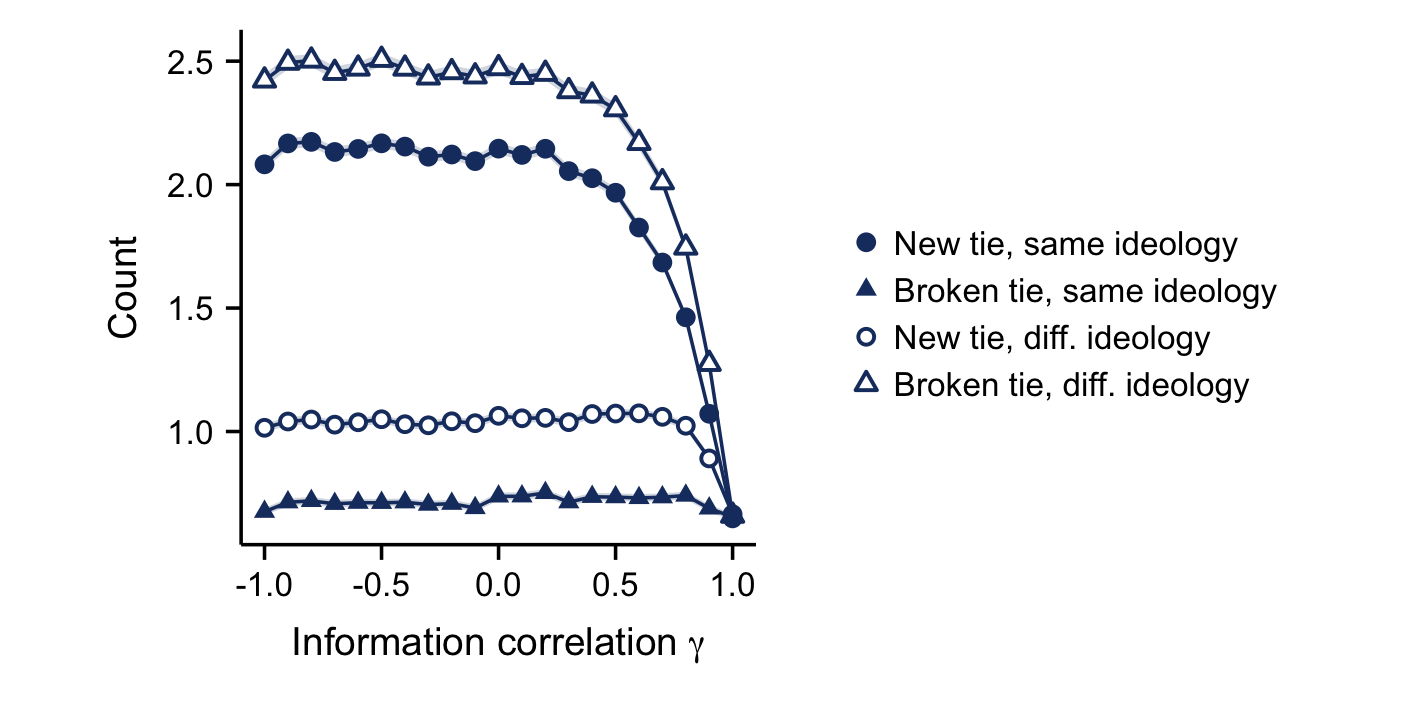 2.5
2.0
1.5
1.0
Count
-1.0 -0.5 0.0 0.5 1.0
Information correlation γ
New tie, same ideology
Broken tie, same ideology
New tie, diff. ideology
Broken tie, diff. ideology